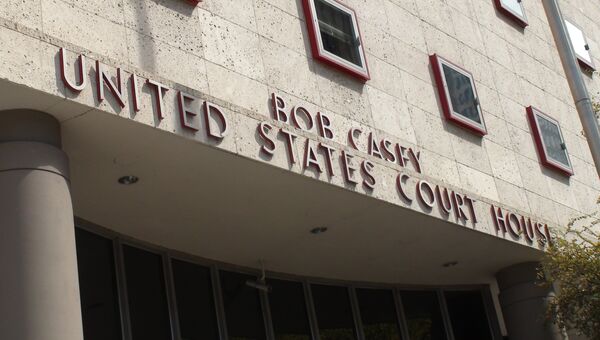 BOB CASEY
UNITED STATES COURT HOUSE